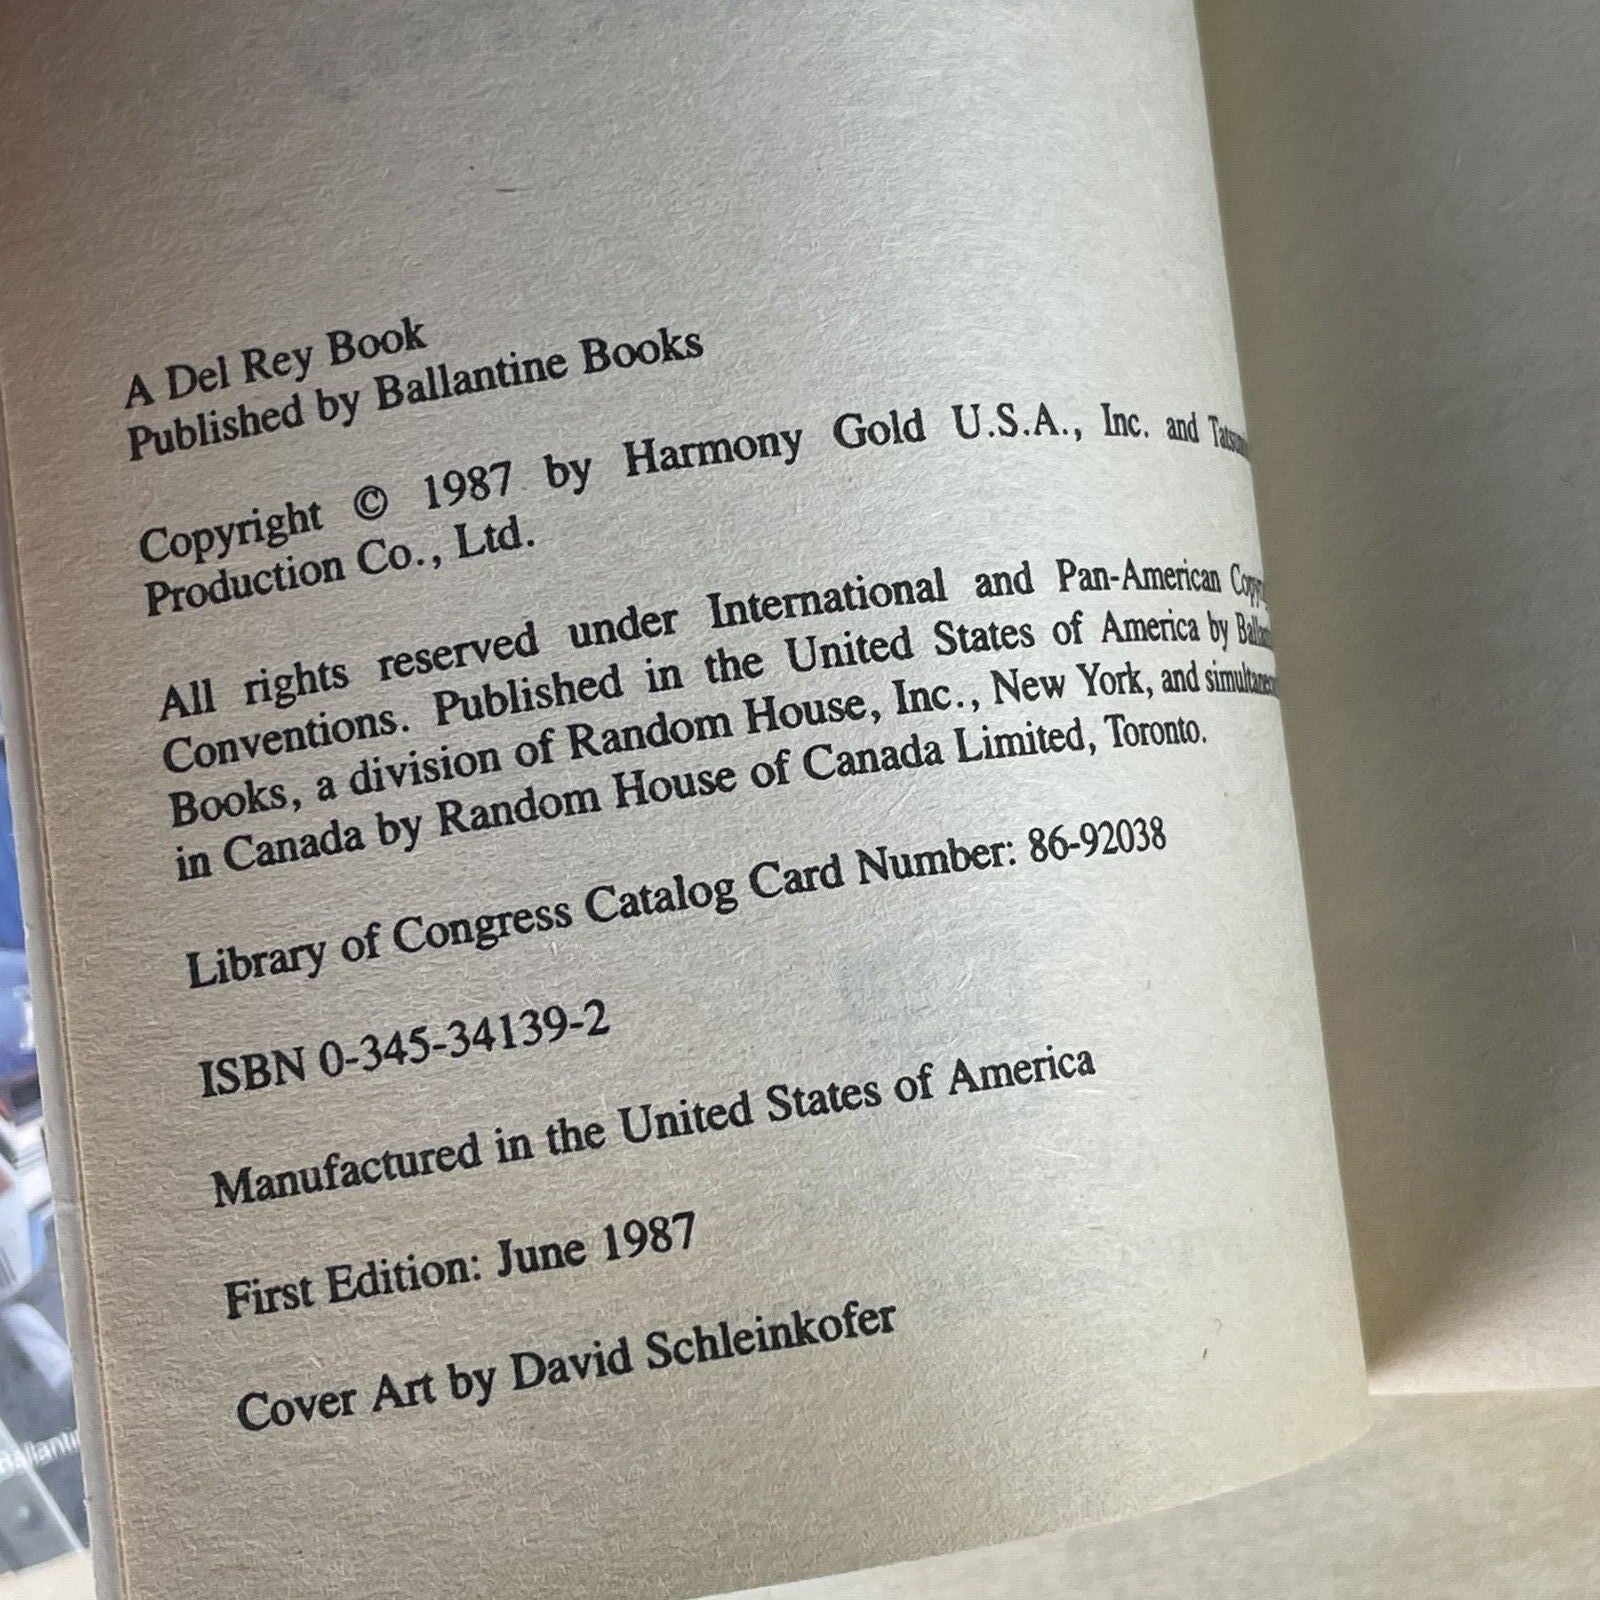 A Del Rey Book
Published by Ballantine Books
Copyright © 1987 by Harmony Gold U.S.A., Inc. and
Production Co., Ltd.
All rights reserved under International and Pan-American
Conventions. Published in the United States of America by
Books, a division of Random House, Inc., New York, and
in Canada by Random House of Canada Limited, Toronto.
Library of Congress Catalog Card Number: 86-92038
ISBN 0-345-34139-2
Manufactured in the United States of America
First Edition: June 1987
Cover Art by David Schleinkofer